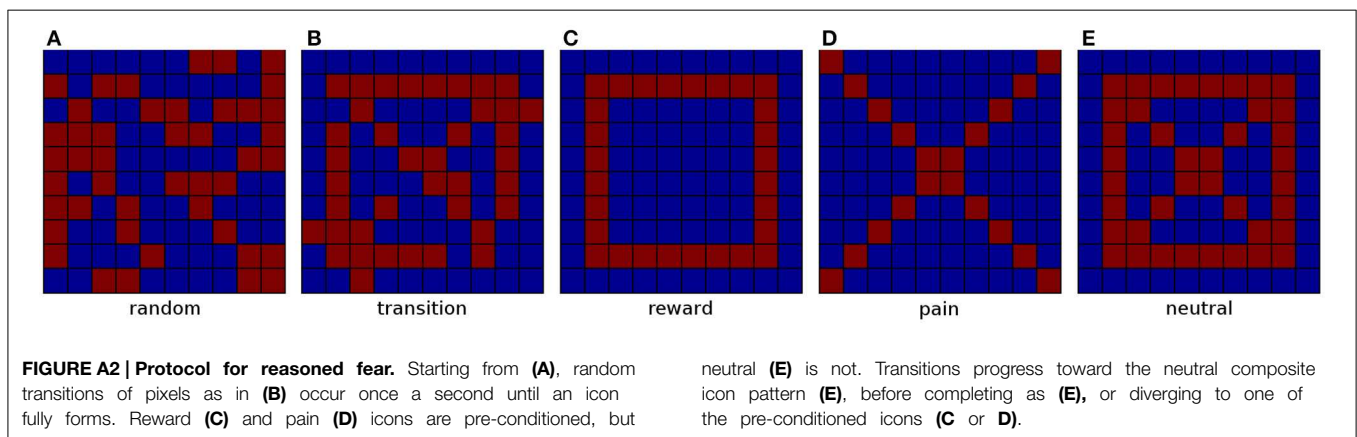 A B C D E
random transition reward pain neutral
FIGURE A2 | Protocol for reasoned fear. Starting from (A), random
transitions of pixels as in (B) occur once a second until an icon
fully forms. Reward (C) and pain (D) icons are pre-conditioned, but
neutral (E) is not. Transitions progress toward the neutral composite
icon pattern (E), before completing as (E), or diverging to one of
the pre-conditioned icons (C or D).